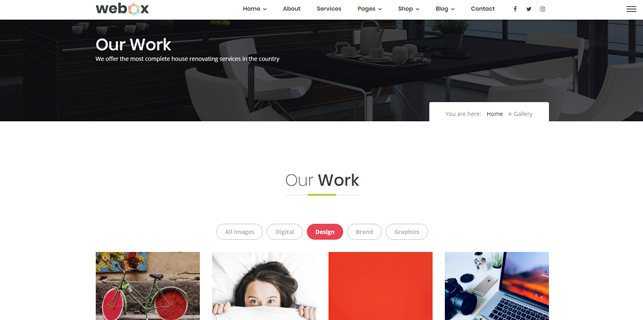 webox
Home About Services Pages Shop Blog Contact
Our Work
We offer the most complete house renovating services in the country
You are here: Home » Gallery
Our Work
All Images Digital Design Brand Graphics